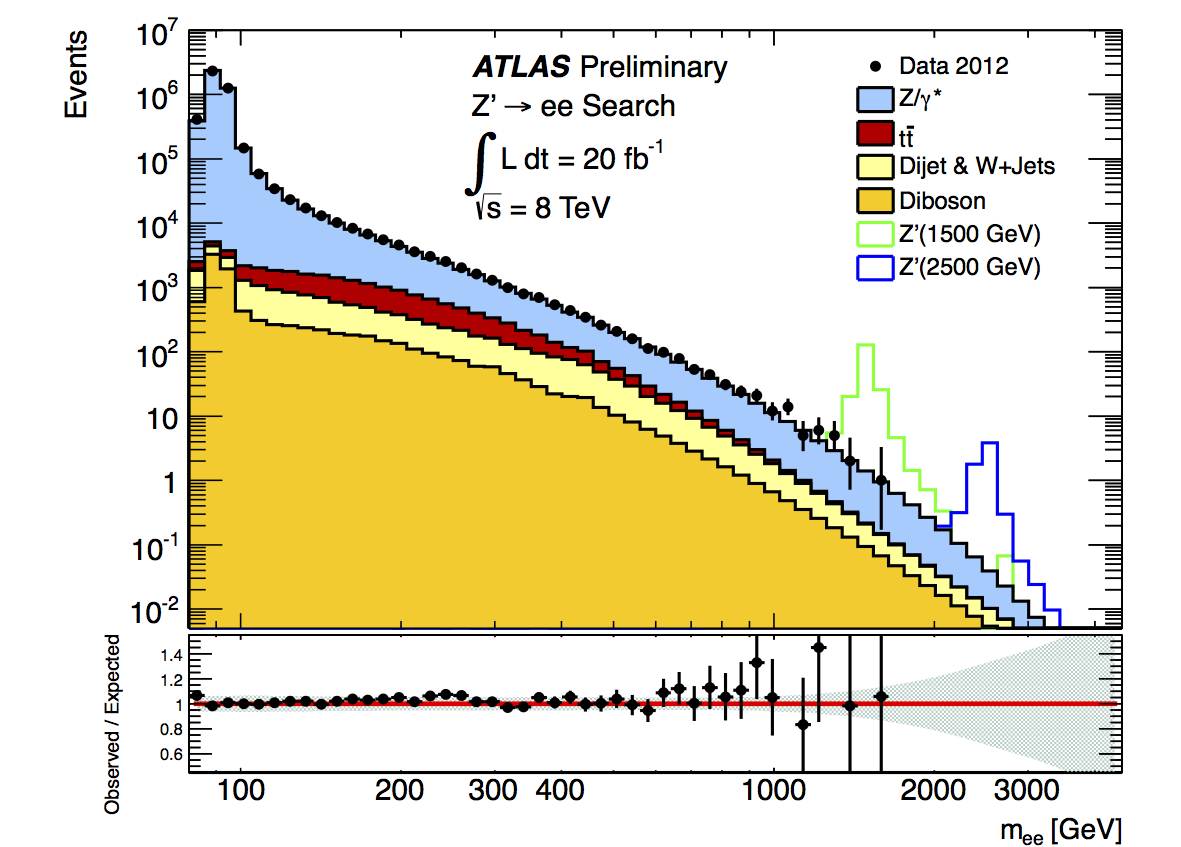 ATLAS Preliminary
Z' → ee Search
∫ L dt = 20 fb⁻¹
√s = 8 TeV
Data 2012
Z/γ*
tt̄
Dijet & W+Jets
Diboson
Z'(1500 GeV)
Z'(2500 GeV)
Events
10⁷
10⁶
10⁵
10⁴
10³
10²
10
1
10⁻¹
10⁻²
Observed / Expected
1.4
1.2
1
0.8
0.6
100 200 300 400 1000 2000 3000
m_ee [GeV]